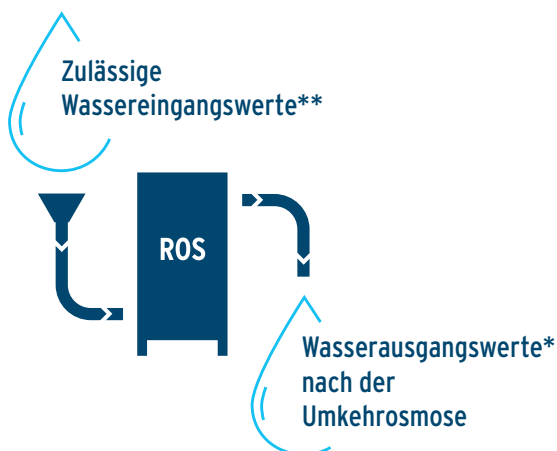 Zulässige
Wassereingangswerte**
ROS
Wasserausgangswerte*
nach der
Umkehrosmose